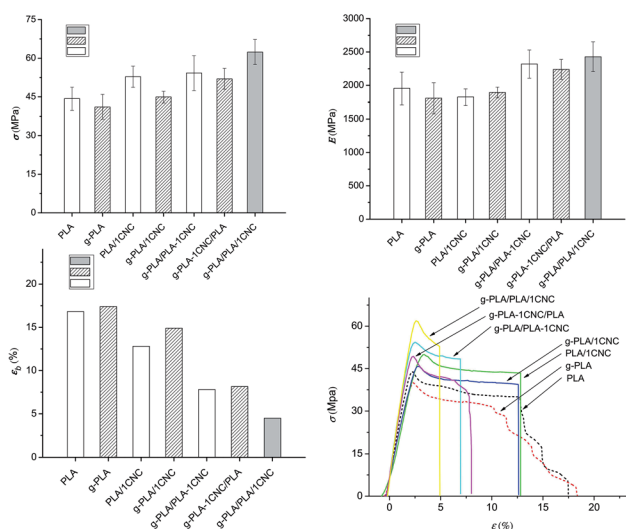 75
60
45
30
15
0
σ (MPa)
PLA
g-PLA
PLA/1CNC
g-PLA/1CNC
g-PLA/PLA-1CNC
g-PLA-1CNC/PLA
g-PLA/PLA/1CNC
3000
2500
2000
1500
1000
500
0
E (MPa)
PLA
g-PLA
PLA/1CNC
g-PLA/1CNC
g-PLA/PLA-1CNC
g-PLA-1CNC/PLA
g-PLA/PLA/1CNC
20
15
10
5
0
εb (%)
PLA
g-PLA
PLA/1CNC
g-PLA/1CNC
g-PLA/PLA-1CNC
g-PLA-1CNC/PLA
g-PLA/PLA/1CNC
60
45
30
15
0
σ (MPa)
g-PLA/PLA/1CNC
g-PLA-1CNC/PLA
g-PLA/PLA-1CNC
g-PLA/1CNC
PLA/1CNC
g-PLA
PLA
0
5
10
15
20
ε (%)